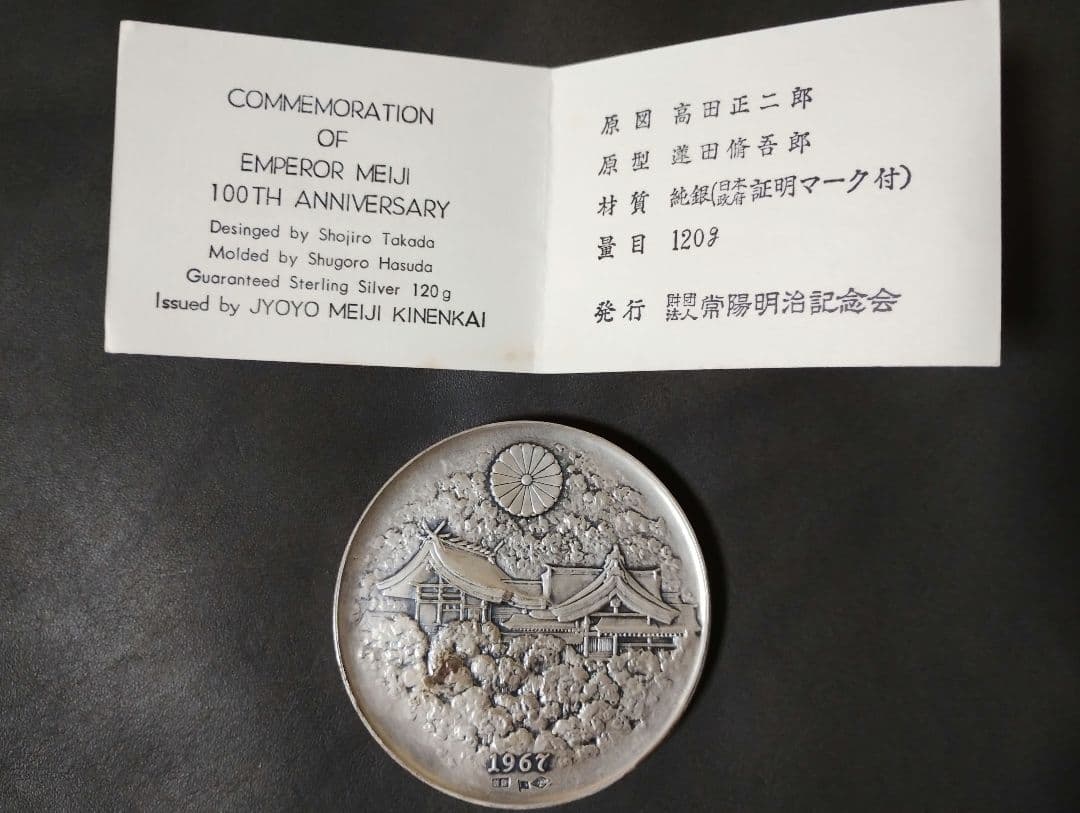 COMMEMORATION
OF
EMPEROR MEIJI
100TH ANNIVERSARY
Desinged by Shojiro Takada
Molded by Shugoro Hasuda
Guaranteed Sterling Silver 120g
Issued by JYOYO MEIJI KINENKAI
原図 高田正二郎
原型 蓮田脩吾郎
材質 純銀(日本政府証明マーク付)
量目 120g
発行 財団法人常陽明治記念会
1967